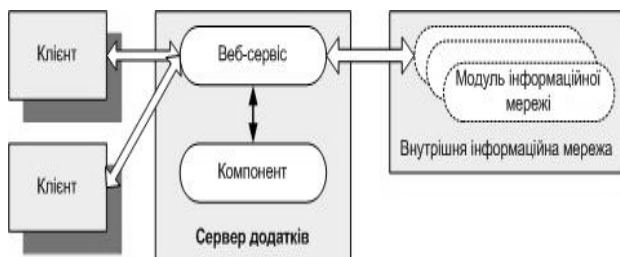 Клієнт
Веб-сервіс
Модуль інформаційної
мережі
Внутрішня інформаційна мережа
Клієнт
Компонент
Сервер додатків